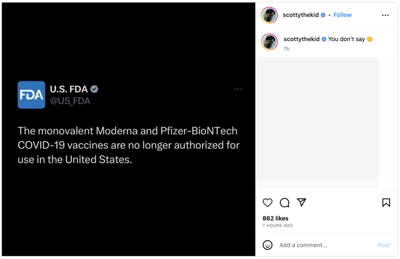 scottythekid • Follow
scottythekid You don't say 😏
7h
FDA
U.S. FDA
@US_FDA
The monovalent Moderna and Pfizer-BioNTech
COVID-19 vaccines are no longer authorized for
use in the United States.
862 likes
7 HOURS AGO
Add a comment...
Post